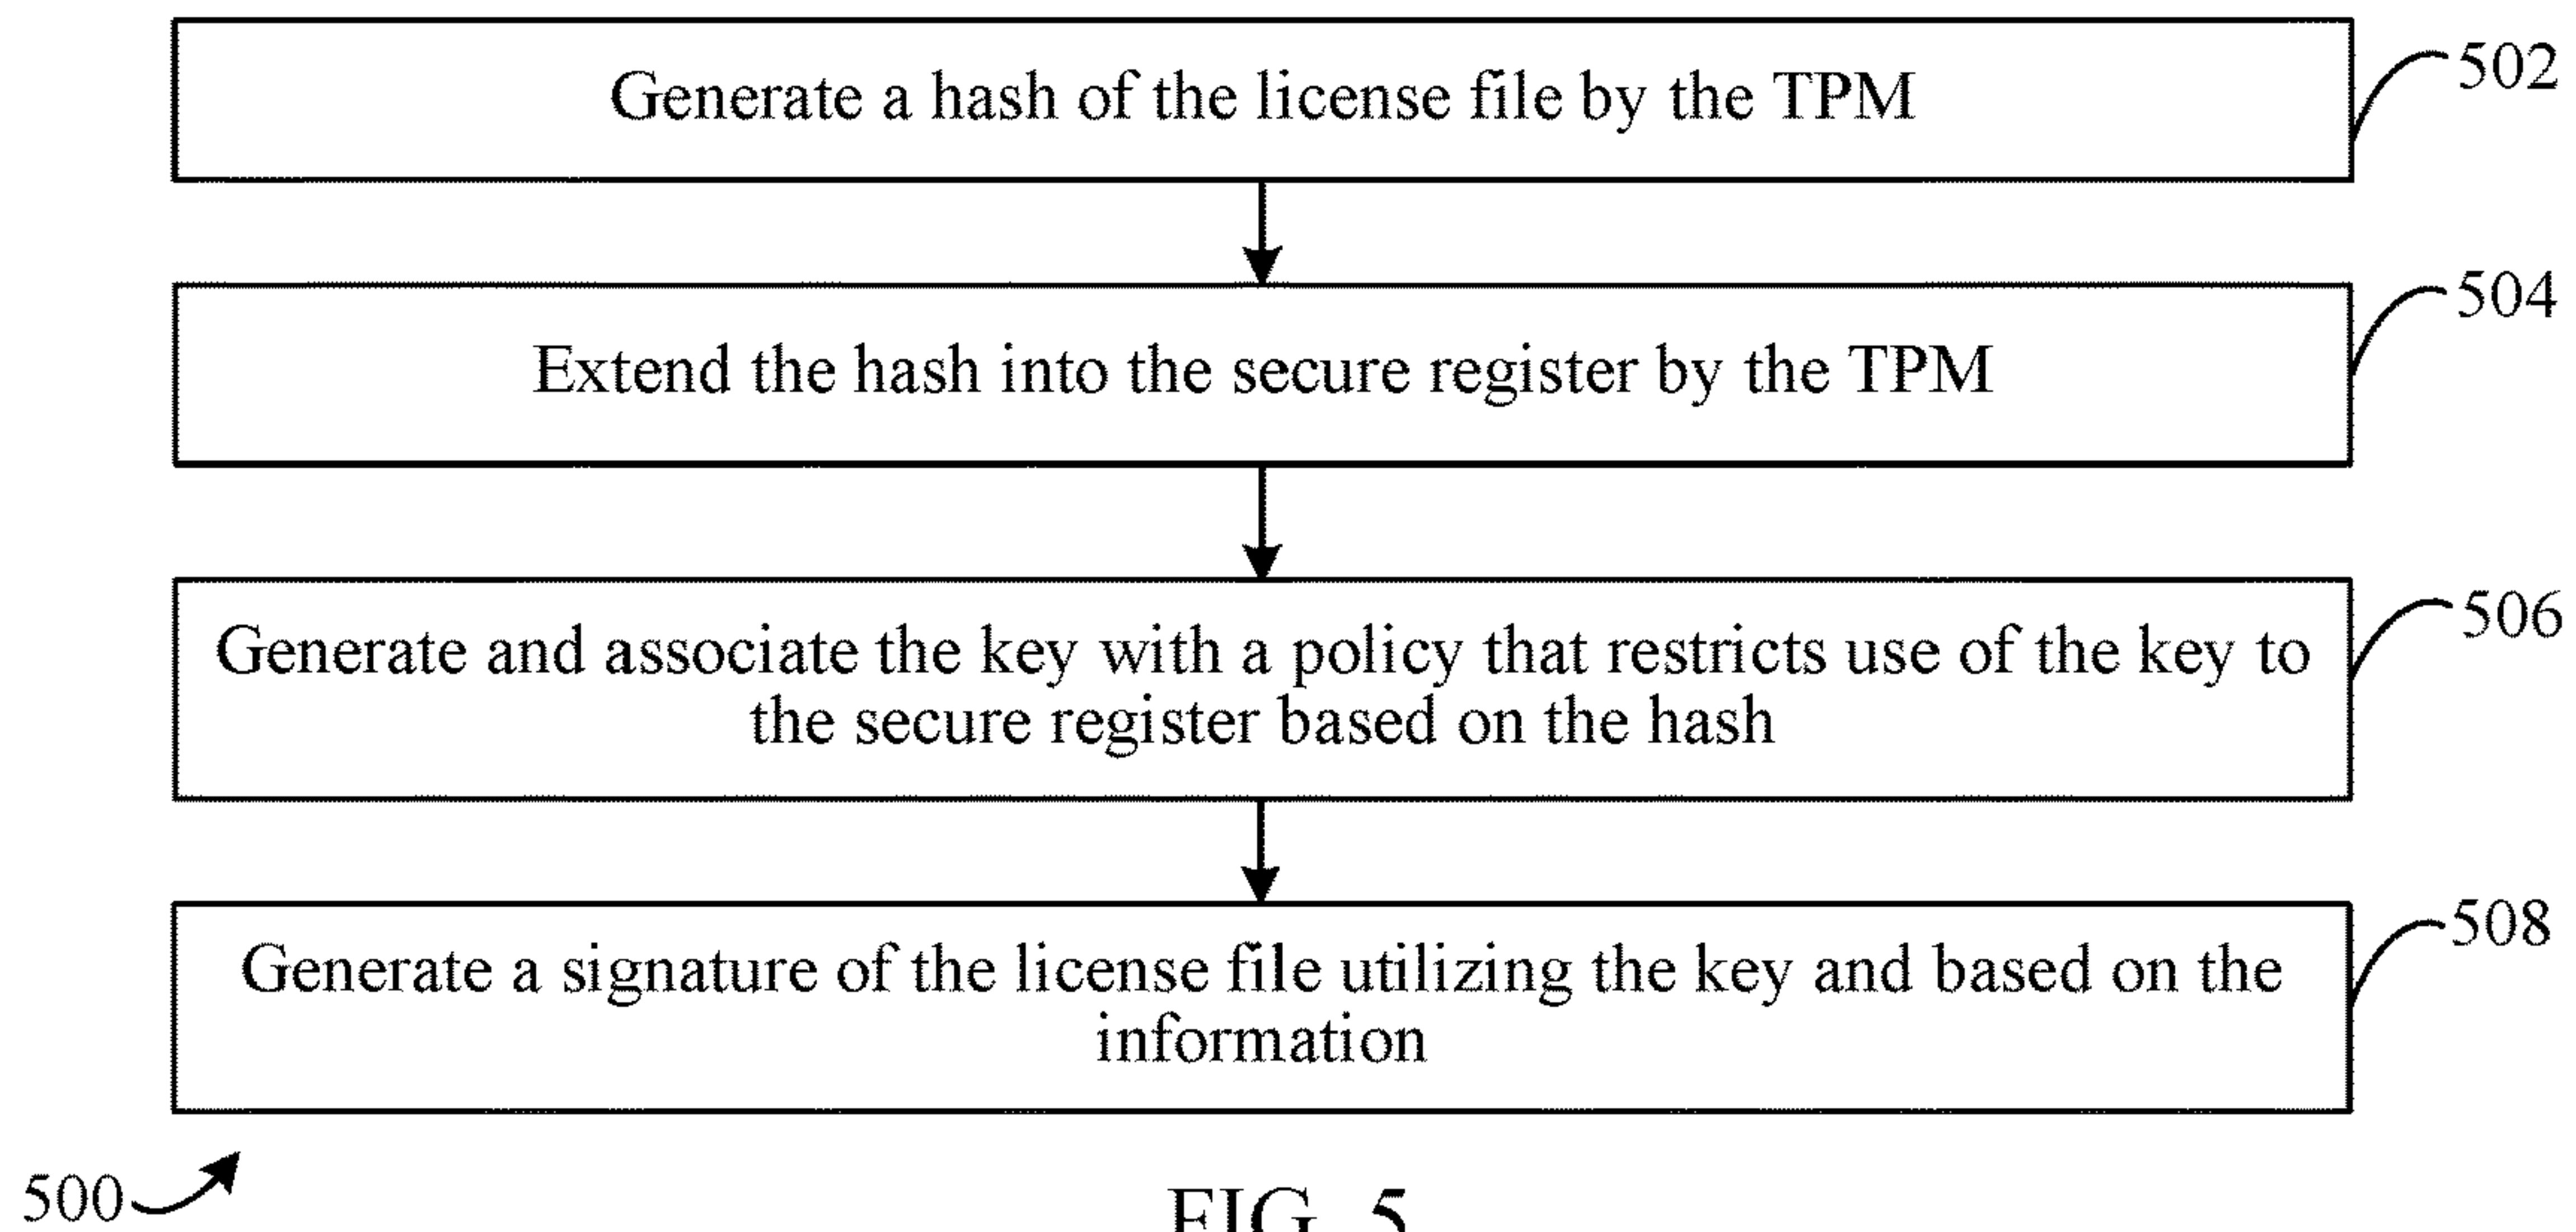 Generate a hash of the license file by the TPM
502
Extend the hash into the secure register by the TPM
504
Generate and associate the key with a policy that restricts use of the key to
the secure register based on the hash
506
Generate a signature of the license file utilizing the key and based on the
information
508
500
FIG. 5